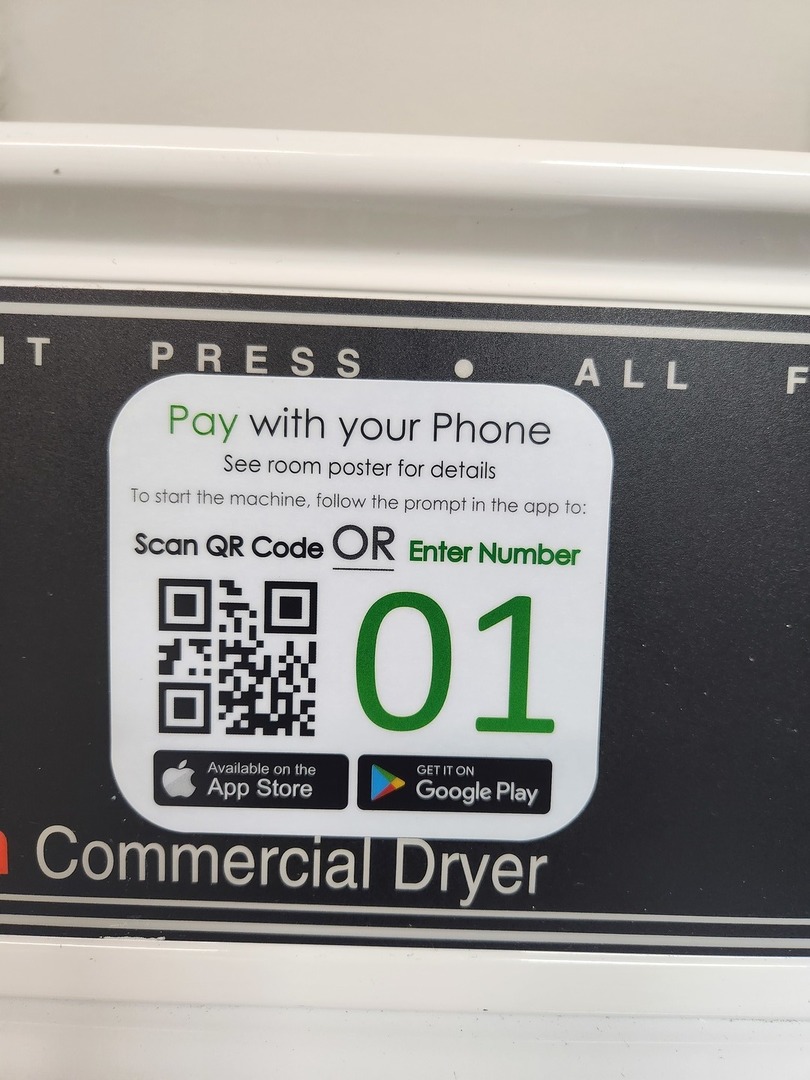 PRESS • ALL
Pay with your Phone
See room poster for details
To start the machine, follow the prompt in the app to:
Scan QR Code OR Enter Number
01
Available on the
App Store
GET IT ON
Google Play
Commercial Dryer